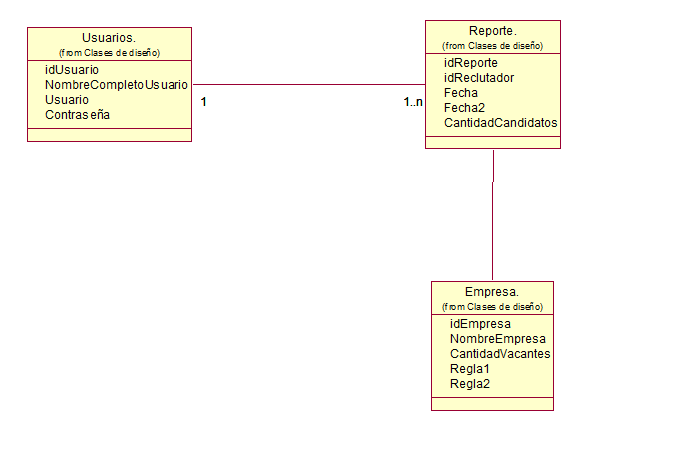 Usuarios.
(from Clases de diseño)
idUsuario
NombreCompletoUsuario
Usuario
Contraseña
1
1..n
Reporte.
(from Clases de diseño)
idReporte
idReclutador
Fecha
Fecha2
CantidadCandidatos
Empresa.
(from Clases de diseño)
idEmpresa
NombreEmpresa
CantidadVacantes
Regla1
Regla2